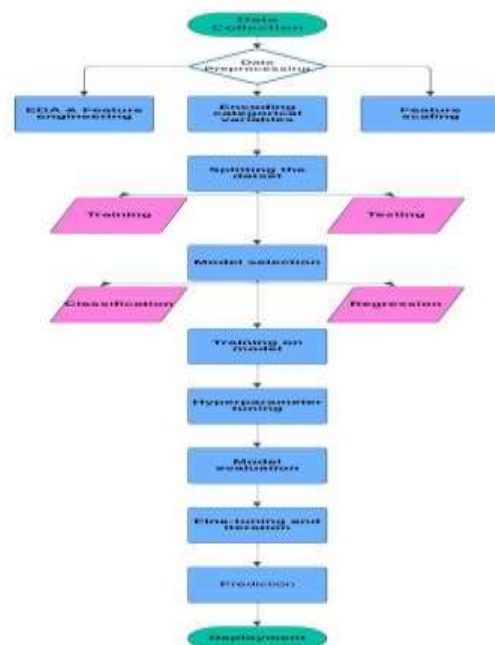 Data
Collection
Data
Preprocessing
EDA & Feature
engineering
Encoding
categorical
variables
Feature
scaling
Splitting the
dataset
Training
Testing
Model selection
Classification
Regression
Training on
model
Hyperparameter
tuning
Model
evaluation
Fine-tuning and
iteration
Prediction
Deployment